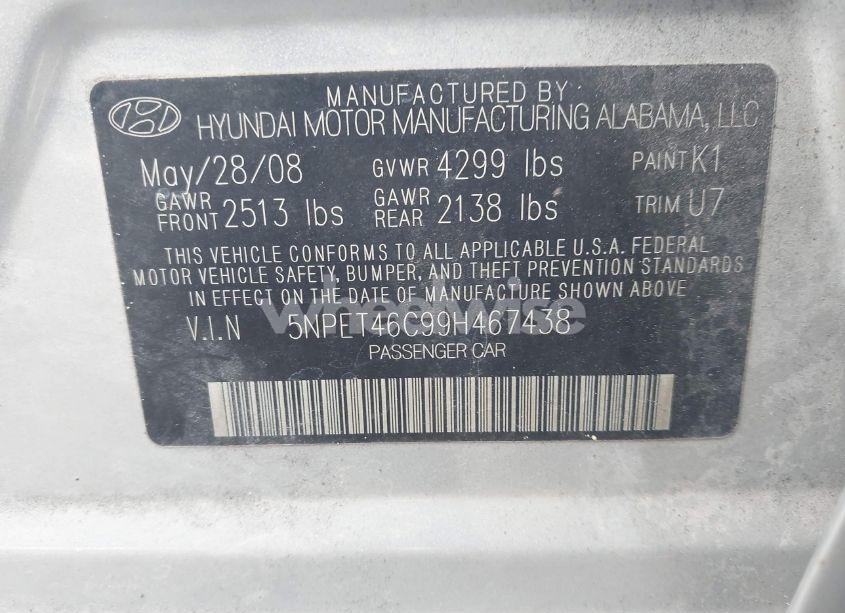 MANUFACTURED BY
HYUNDAI MOTOR MANUFACTURING ALABAMA, LLC
May/28/08 GVWR 4299 lbs PAINT K1
GAWR FRONT 2513 lbs GAWR REAR 2138 lbs TRIM U7
THIS VEHICLE CONFORMS TO ALL APPLICABLE U.S.A. FEDERAL
MOTOR VEHICLE SAFETY, BUMPER, AND THEFT PREVENTION STANDARDS
IN EFFECT ON THE DATE OF MANUFACTURE SHOWN ABOVE
wheelwise
V.I.N 5NPET46C99H467438
PASSENGER CAR